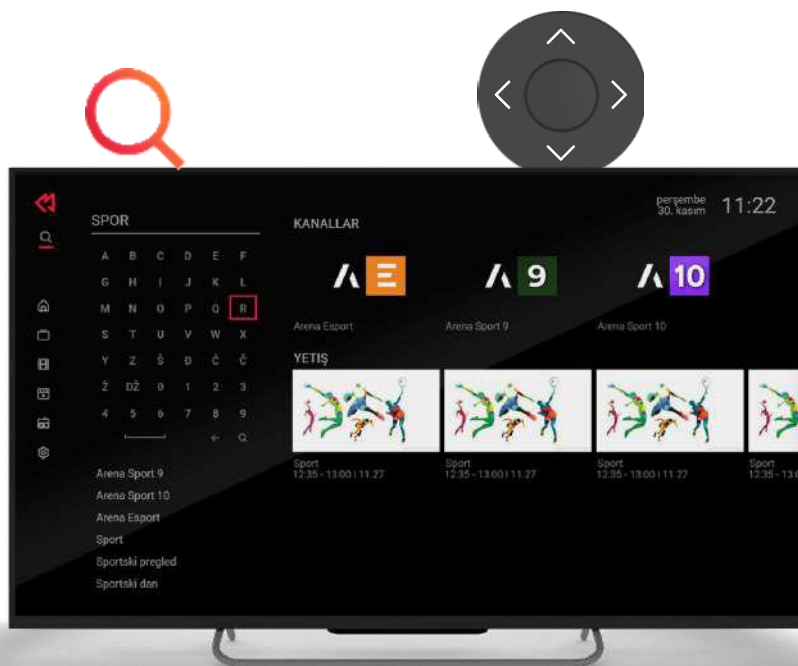 perşembe
30. kasım
11:22
SPOR
A B C D E F
G H I J K L
M N O P Q R
S T U V W X
Y Z Š Đ Č
Ž DŽ 0 1 2 3
4 5 6 7 8 9
Arena Sport 9
Arena Sport 10
Arena Esport
Sport
Sportski pregled
Sportski dan
KANALLAR
E
9
10
Arena Esport
Arena Sport 9
Arena Sport 10
YETIŞ
Sport
12:35 - 13:00 | 11.27
Sport
12:35 - 13:00 | 11.27
Sport
12:35 - 13:00 | 11.27
Sport
12:35 - 13:0